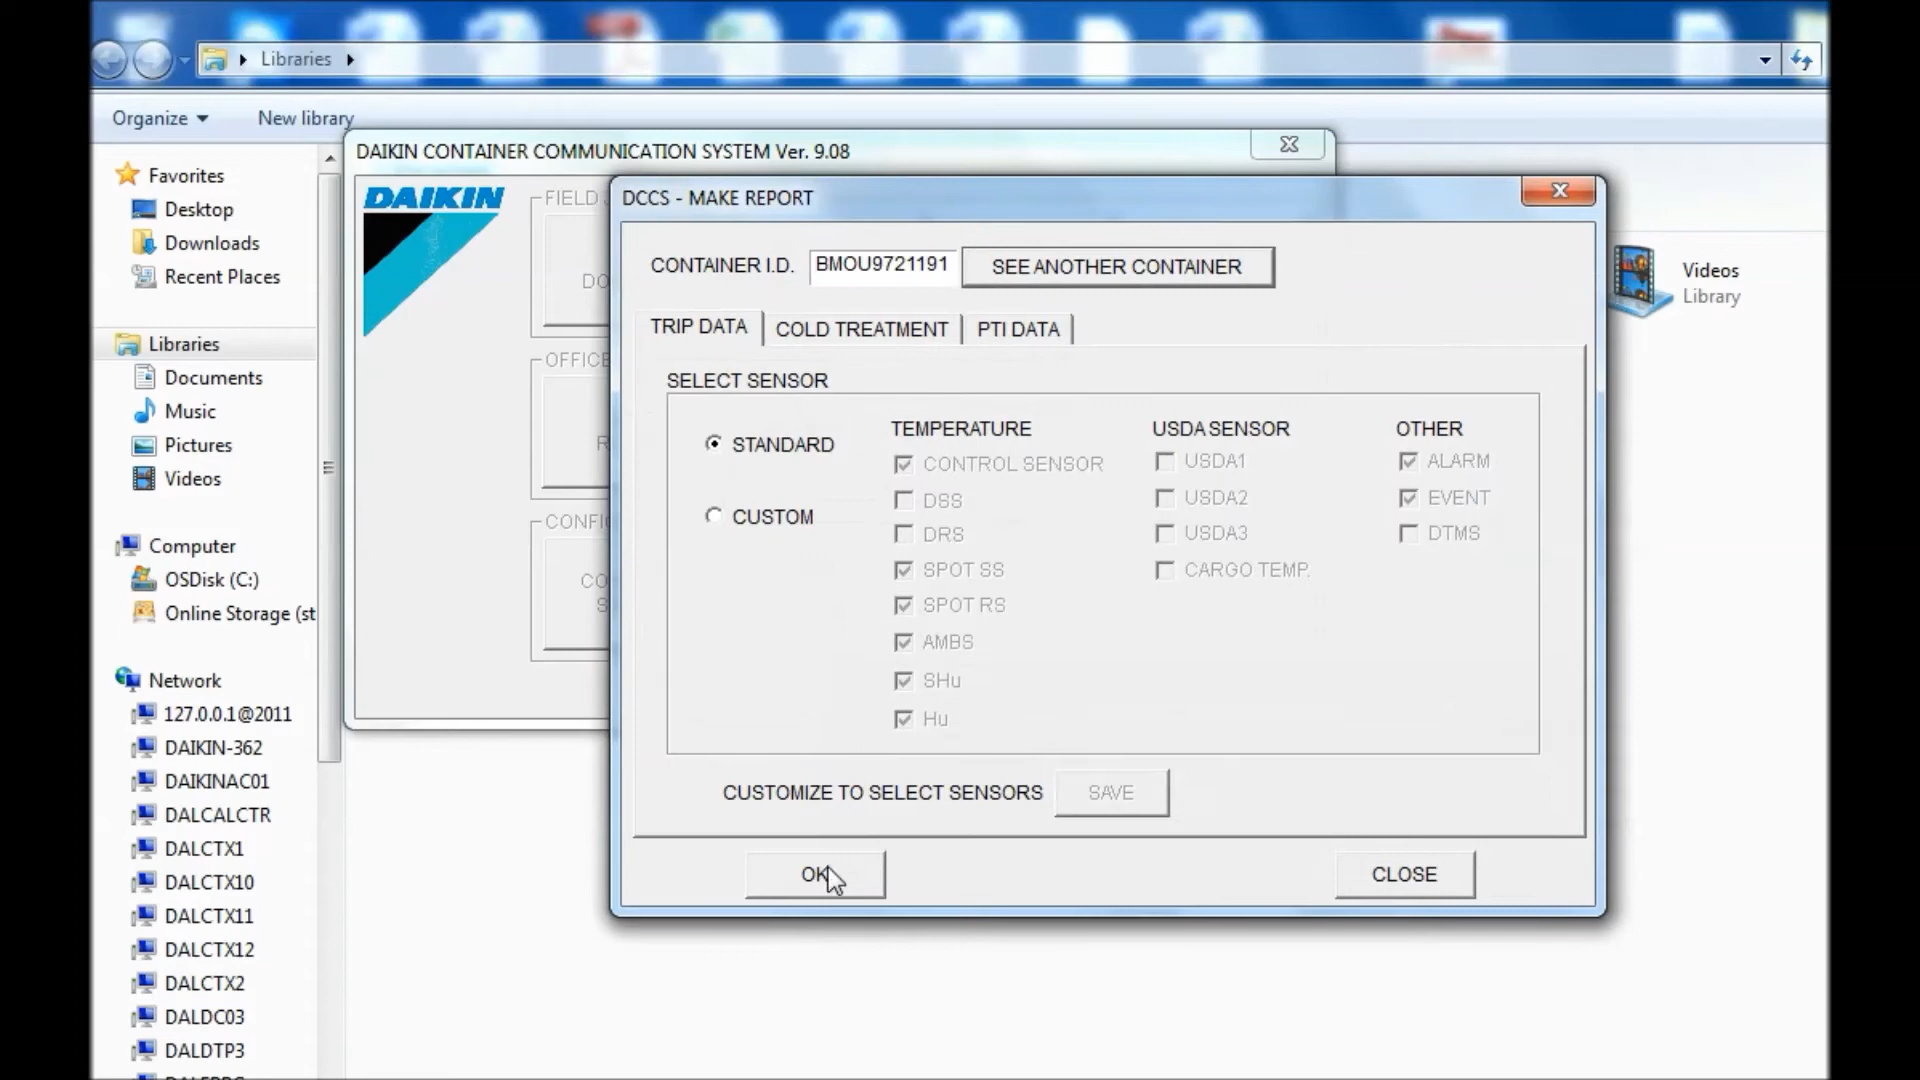 Libraries
Organize
New library
Favorites
Desktop
Downloads
Recent Places
Libraries
Documents
Music
Pictures
Videos
Computer
OSDisk (C:)
Online Storage (st
Network
127.0.0.1@2011
DAIKIN-362
DAIKINAC01
DALCALCTR
DALCTX1
DALCTX10
DALCTX11
DALCTX12
DALCTX2
DALDC03
DALDTP3
Videos
Library
DAIKIN CONTAINER COMMUNICATION SYSTEM Ver. 9.08
DAIKIN
FIELD
DO
OFFICE
R
CONFI
CO
S
DCCS - MAKE REPORT
CONTAINER I.D. BMOU9721191 SEE ANOTHER CONTAINER
TRIP DATA COLD TREATMENT PTI DATA
SELECT SENSOR
STANDARD
CUSTOM
TEMPERATURE
CONTROL SENSOR
DSS
DRS
SPOT SS
SPOT RS
AMBS
SHu
Hu
USDA SENSOR
USDA1
USDA2
USDA3
CARGO TEMP.
OTHER
ALARM
EVENT
DTMS
CUSTOMIZE TO SELECT SENSORS SAVE
OK
CLOSE